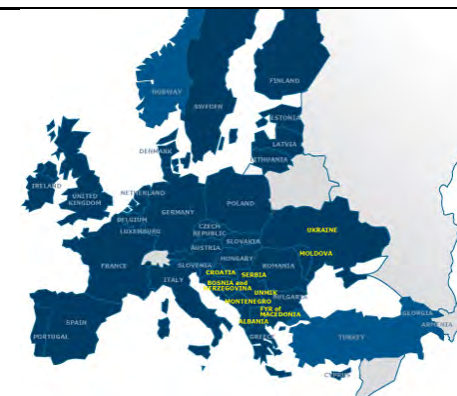 FINLAND
NORWAY
SWEDEN
ESTONIA
LATVIA
DENMARK
LITHUANIA
IRELAND
UNITED
KINGDOM
NETHERLAND
POLAND
GERMANY
BELGIUM
LUXEMBURG
CZECH
REPUBLIC
UKRAINE
SLOVAKIA
AUSTRIA
MOLDOVA
HUNGARY
FRANCE
SLOVENIA
ROMANIA
CROATIA
SERBIA
ITALY
BOSNIA and
HERZEGOVINA
UNMIK
BULGARIA
MONTENEGRO
FYR of
MACEDONIA
GEORGIA
SPAIN
ALBANIA
ARMENIA
PORTUGAL
GREECE
TURKEY
CYPRUS